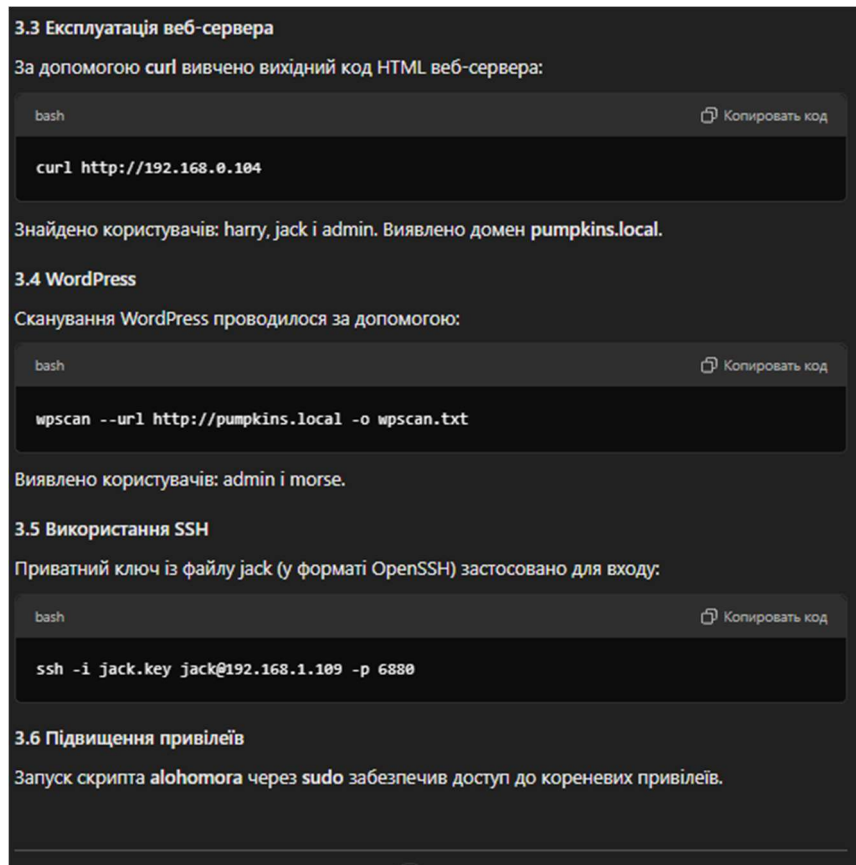 3.3 Експлуатація веб-сервера
За допомогою curl вивчено вихідний код HTML веб-сервера:
bash
Копировать код
curl http://192.168.0.104
Знайдено користувачів: harry, jack і admin. Виявлено домен pumpkins.local.
3.4 WordPress
Сканування WordPress проводилося за допомогою:
bash
Копировать код
wpscan --url http://pumpkins.local -o wpscan.txt
Виявлено користувачів: admin і morse.
3.5 Використання SSH
Приватний ключ із файлу jack (у форматі OpenSSH) застосовано для входу:
bash
Копировать код
ssh -i jack.key jack@192.168.1.109 -p 6880
3.6 Підвищення привілеїв
Запуск скрипта alohomora через sudo забезпечив доступ до кореневих привілеїв.